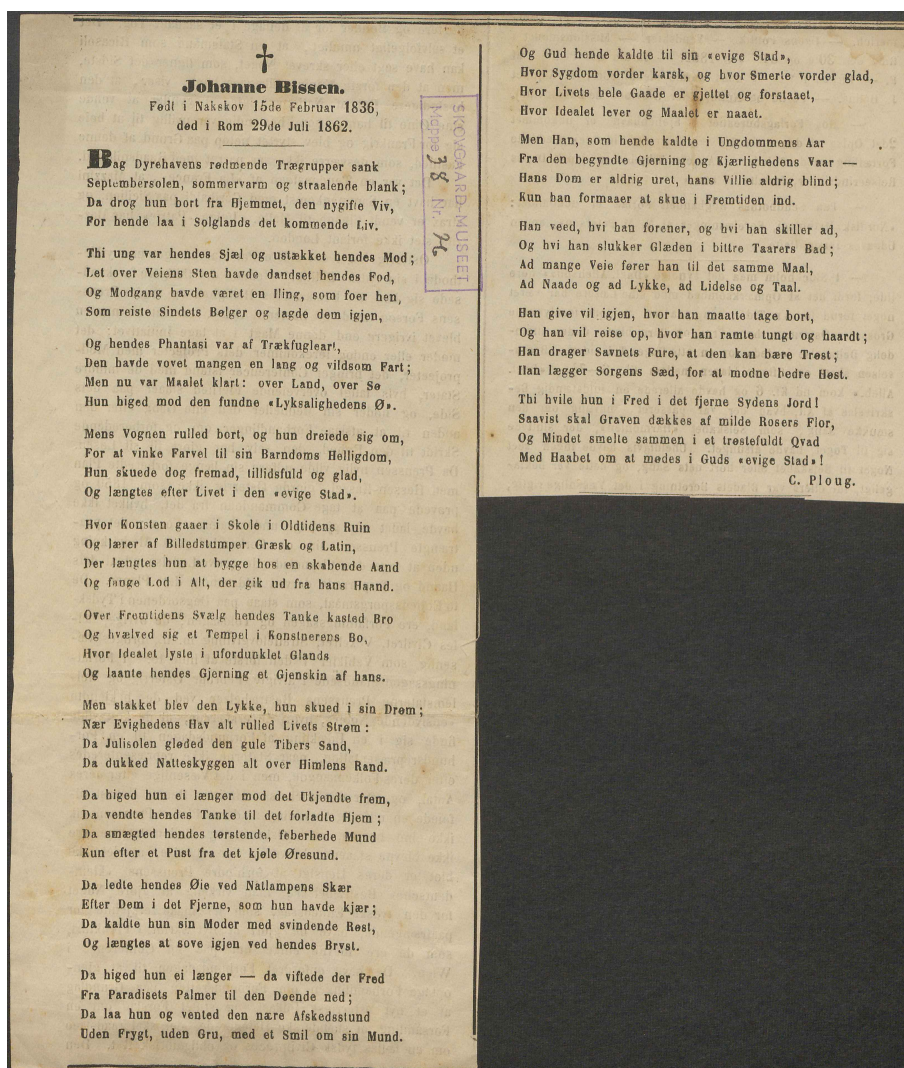 Johanne Bissen.
Født i Nakskov 15de Februar 1836,
død i Rom 29de Juli 1862.
Bag Dyrehavens rødmende Trægrupper sank
Septembersolen, sommervarm og straalende blank;
Da drog hun bort fra Hjemmet, den nygifte Viv,
For hende laa i Solglands det kommende Liv.
Thi ung var hendes Sjæl og ustækket hendes Mod;
Let over Veiens Sten havde dandset hendes Fod,
Og Modgang havde været en Iling, som foer hen,
Som reiste Sindets Bølger og lagde dem igjen,
Og hendes Phantasi var af Trækfugleart,
Den havde vovet mangen en lang og vildsom Fart;
Men nu var Maalet klart: over Land, over Sø
Hun higed mod den fundne «Lyksalighedens Ø».
Mens Vognen rulled bort, og hun dreiede sig om,
For at vinke Farvel til sin Barndoms Helligdom,
Hun skuede dog fremad, tillidsfuld og glad,
Og længtes efter Livet i den «evige Stad».
Hvor Konsten gaaer i Skole i Oldtidens Ruin
Og lærer af Billedstumper Græsk og Latin,
Der længtes hun at bygge hos en skabende Aand
Og fange Lod i Alt, der gik ud fra hans Haand.
Over Fremtidens Svælg hendes Tanke kasted Bro
Og hvælved sig et Tempel i Konstnerens Bo,
Hvor Idealet lyste i ufordunklet Glands
Og laante hendes Gjerning et Gjenskin af hans.
Men stakket blev den Lykke, hun skued i sin Drøm;
Nær Evighedens Hav alt rulled Livets Strøm:
Da Julisolen gløded den gule Tibers Sand,
Da dukked Natteskyggen alt over Himlens Rand.
Da higed hun ei længer mod det Ukjendte frem,
Da vendte hendes Tanke til det forladte Hjem;
Da smægted hendes tørstende, feberhede Mund
Kun efter et Pust fra det kjøle Øresund.
Da ledte hendes Øie ved Natlampens Skær
Efter Dem i det Fjerne, som hun havde kjær;
Da kaldte hun sin Moder med svindende Røst,
Og længtes at sove igjen ved hendes Bryst.
Da higed hun ei længer — da viftede der Fred
Fra Paradisets Palmer til den Døende ned;
Da laa hun og vented den nære Afskedsstund
Uden Frygt, uden Gru, med et Smil om sin Mund.
SKOVGAARD-MUSEET
Mappe 38 Nr.
Og Gud hende kaldte til sin «evige Stad»,
Hvor Sygdom vorder karsk, og hvor Smerte vorder glad,
Hvor Livets hele Gaade er gjettet og forstaaet,
Hvor Idealet lever og Maalet er naaet.
Men Han, som hende kaldte i Ungdommens Aar
Fra den begyndte Gjerning og Kjærlighedens Vaar —
Hans Dom er aldrig uret, hans Villie aldrig blind;
Kun han formaaer at skue i Fremtiden ind.
Han veed, hvi han forener, og hvi han skiller ad,
Og hvi han slukker Glæden i bittre Taarers Bad;
Ad mange Veie fører han til det samme Maal,
Ad Naade og ad Lykke, ad Lidelse og Taal.
Han give vil igjen, hvor han maatte tage bort,
Og han vil reise op, hvor han ramte tungt og haardt;
Han drager Savnets Fure, at den kan bære Trøst;
Han lægger Sorgens Sæd, for at modne bedre Høst.
Thi hvile hun i Fred i det fjerne Sydens Jord!
Saavist skal Graven dækkes af milde Rosers Flor,
Og Mindet smelte sammen i et trøstefuldt Qvad
Med Haabet om at mødes i Guds «evige Stad»!
C. Ploug.